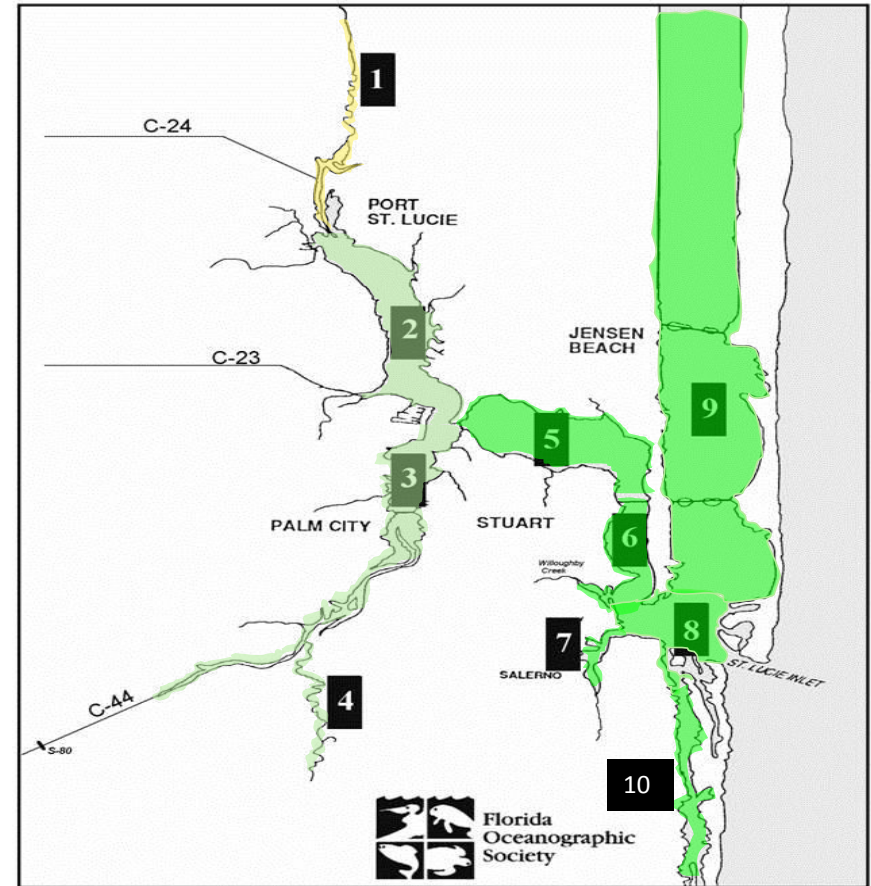 1
C-24
PORT
ST. LUCIE
2
JENSEN
BEACH
C-23
9
5
3
PALM CITY
STUART
6
Willoughby
Creek
7
8
SALERNO
ST. LUCIE INLET
C-44
4
S-80
10
Florida
Oceanographic
Society